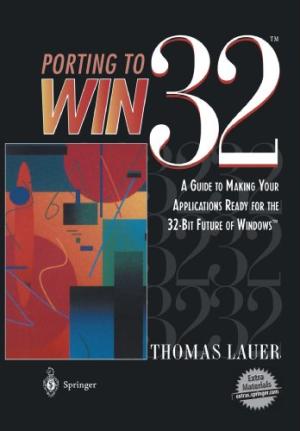 PORTING TO
WIN 32™
A GUIDE TO MAKING YOUR
APPLICATIONS READY FOR THE
32-BIT FUTURE OF WINDOWS™
THOMAS LAUER
Springer
Extra
Materials
extras.springer.com